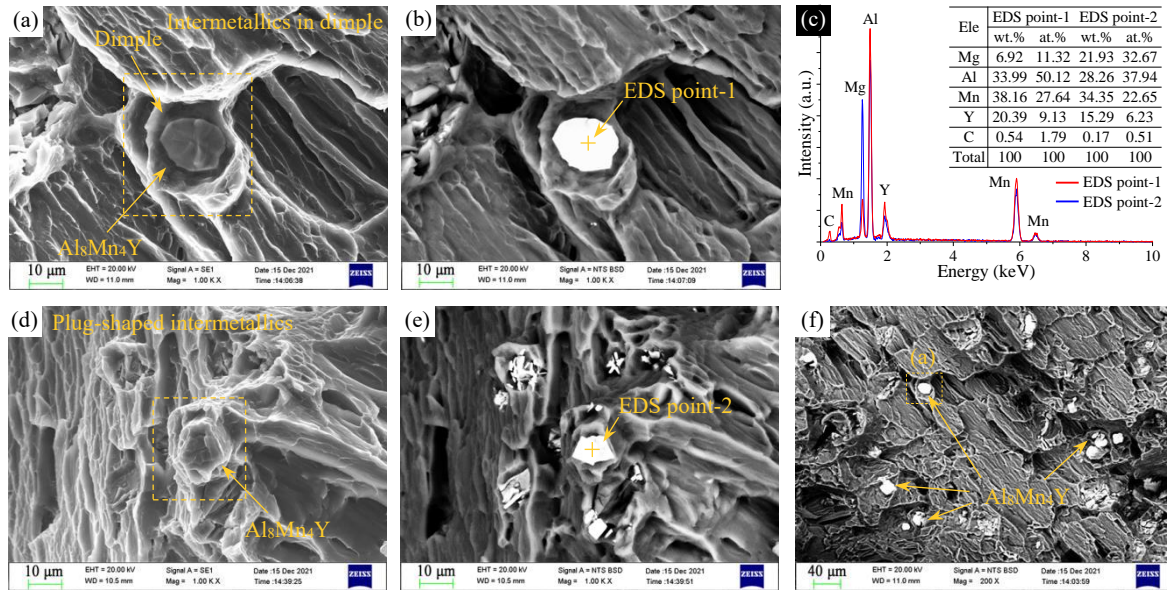 (a)
Intermetallics in dimple
Dimple
Al₈Mn₄Y
10 μm
EHT = 20.00 kV
WD = 11.0 mm
Signal A = SE1
Mag = 1.00 K X
Date :15 Dec 2021
Time :14:06:38
ZEISS
(b)
EDS point-1
10 μm
EHT = 20.00 kV
WD = 11.0 mm
Signal A = NTS BSD
Mag = 1.00 K X
Date :15 Dec 2021
Time :14:07:09
ZEISS
(c)
Intensity (a.u.)
Al
Mg
Mn
C
Y
Mn
Mn
Ele EDS point-1 EDS point-2
wt.% at.% wt.% at.%
Mg 6.92 11.32 21.93 32.67
Al 33.99 50.12 28.26 37.94
Mn 38.16 27.64 34.35 22.65
Y 20.39 9.13 15.29 6.23
C 0.54 1.79 0.17 0.51
Total 100 100 100 100
EDS point-1
EDS point-2
0 2 4 6 8 10
Energy (keV)
(d)
Plug-shaped intermetallics
Al₈Mn₄Y
10 μm
EHT = 20.00 kV
WD = 10.5 mm
Signal A = SE1
Mag = 1.00 K X
Date :15 Dec 2021
Time :14:39:25
ZEISS
(e)
EDS point-2
10 μm
EHT = 20.00 kV
WD = 10.5 mm
Signal A = NTS BSD
Mag = 1.00 K X
Date :15 Dec 2021
Time :14:39:51
ZEISS
(f)
(a)
Al₈Mn₄Y
40 μm
EHT = 20.00 kV
WD = 11.0 mm
Signal A = NTS BSD
Mag = 200 X
Date :15 Dec 2021
Time :14:03:59
ZEISS